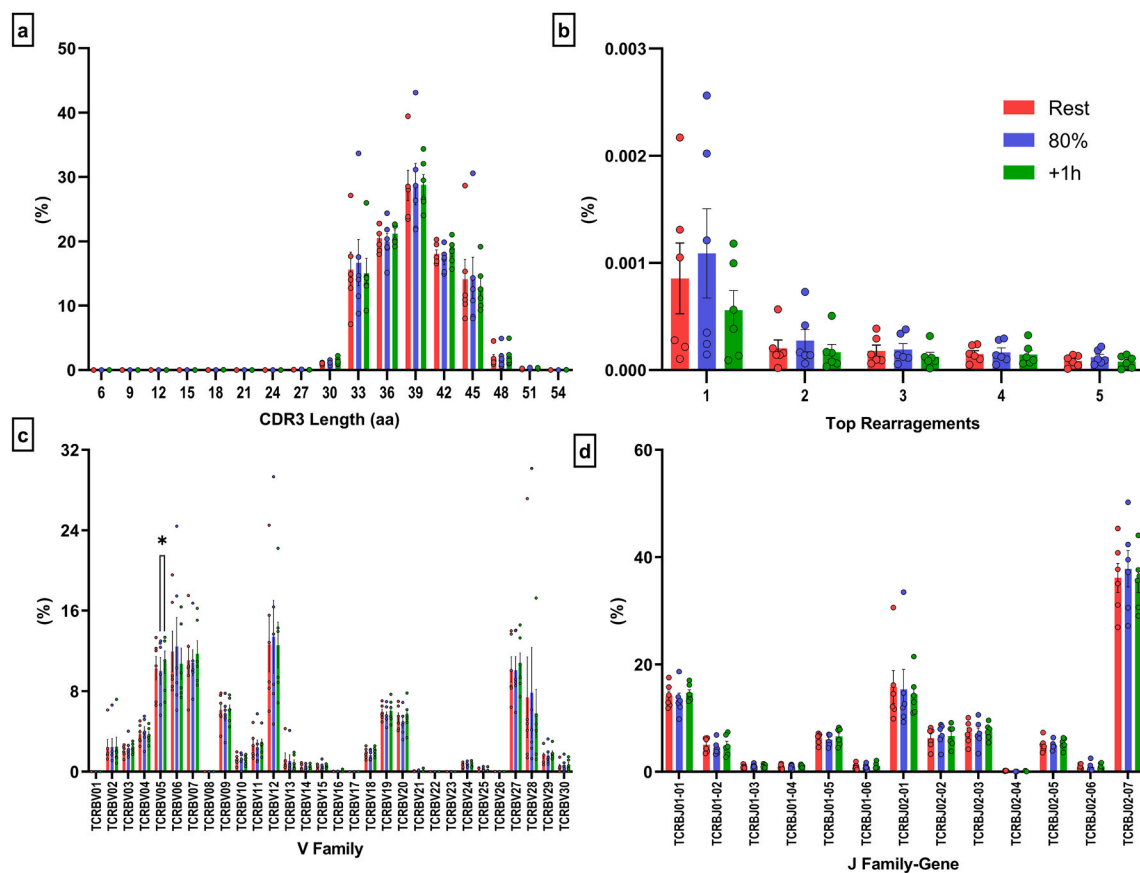 a
50
40
30
20
10
0
(%)
6 9 12 15 18 21 24 27 30 33 36 39 42 45 48 51 54
CDR3 Length (aa)
b
0.003
0.002
0.001
0.000
(%)
Rest
80%
+1h
1 2 3 4 5
Top Rearragements
c
32
24
16
8
0
(%)
*
TCRBV01
TCRBV02
TCRBV03
TCRBV04
TCRBV05
TCRBV06
TCRBV07
TCRBV08
TCRBV09
TCRBV10
TCRBV11
TCRBV12
TCRBV13
TCRBV14
TCRBV15
TCRBV16
TCRBV17
TCRBV18
TCRBV19
TCRBV20
TCRBV21
TCRBV22
TCRBV23
TCRBV24
TCRBV25
TCRBV26
TCRBV27
TCRBV28
TCRBV29
TCRBV30
V Family
d
60
40
20
0
(%)
TCRBJ01-01
TCRBJ01-02
TCRBJ01-03
TCRBJ01-04
TCRBJ01-05
TCRBJ01-06
TCRBJ02-01
TCRBJ02-02
TCRBJ02-03
TCRBJ02-04
TCRBJ02-05
TCRBJ02-06
TCRBJ02-07
J Family-Gene